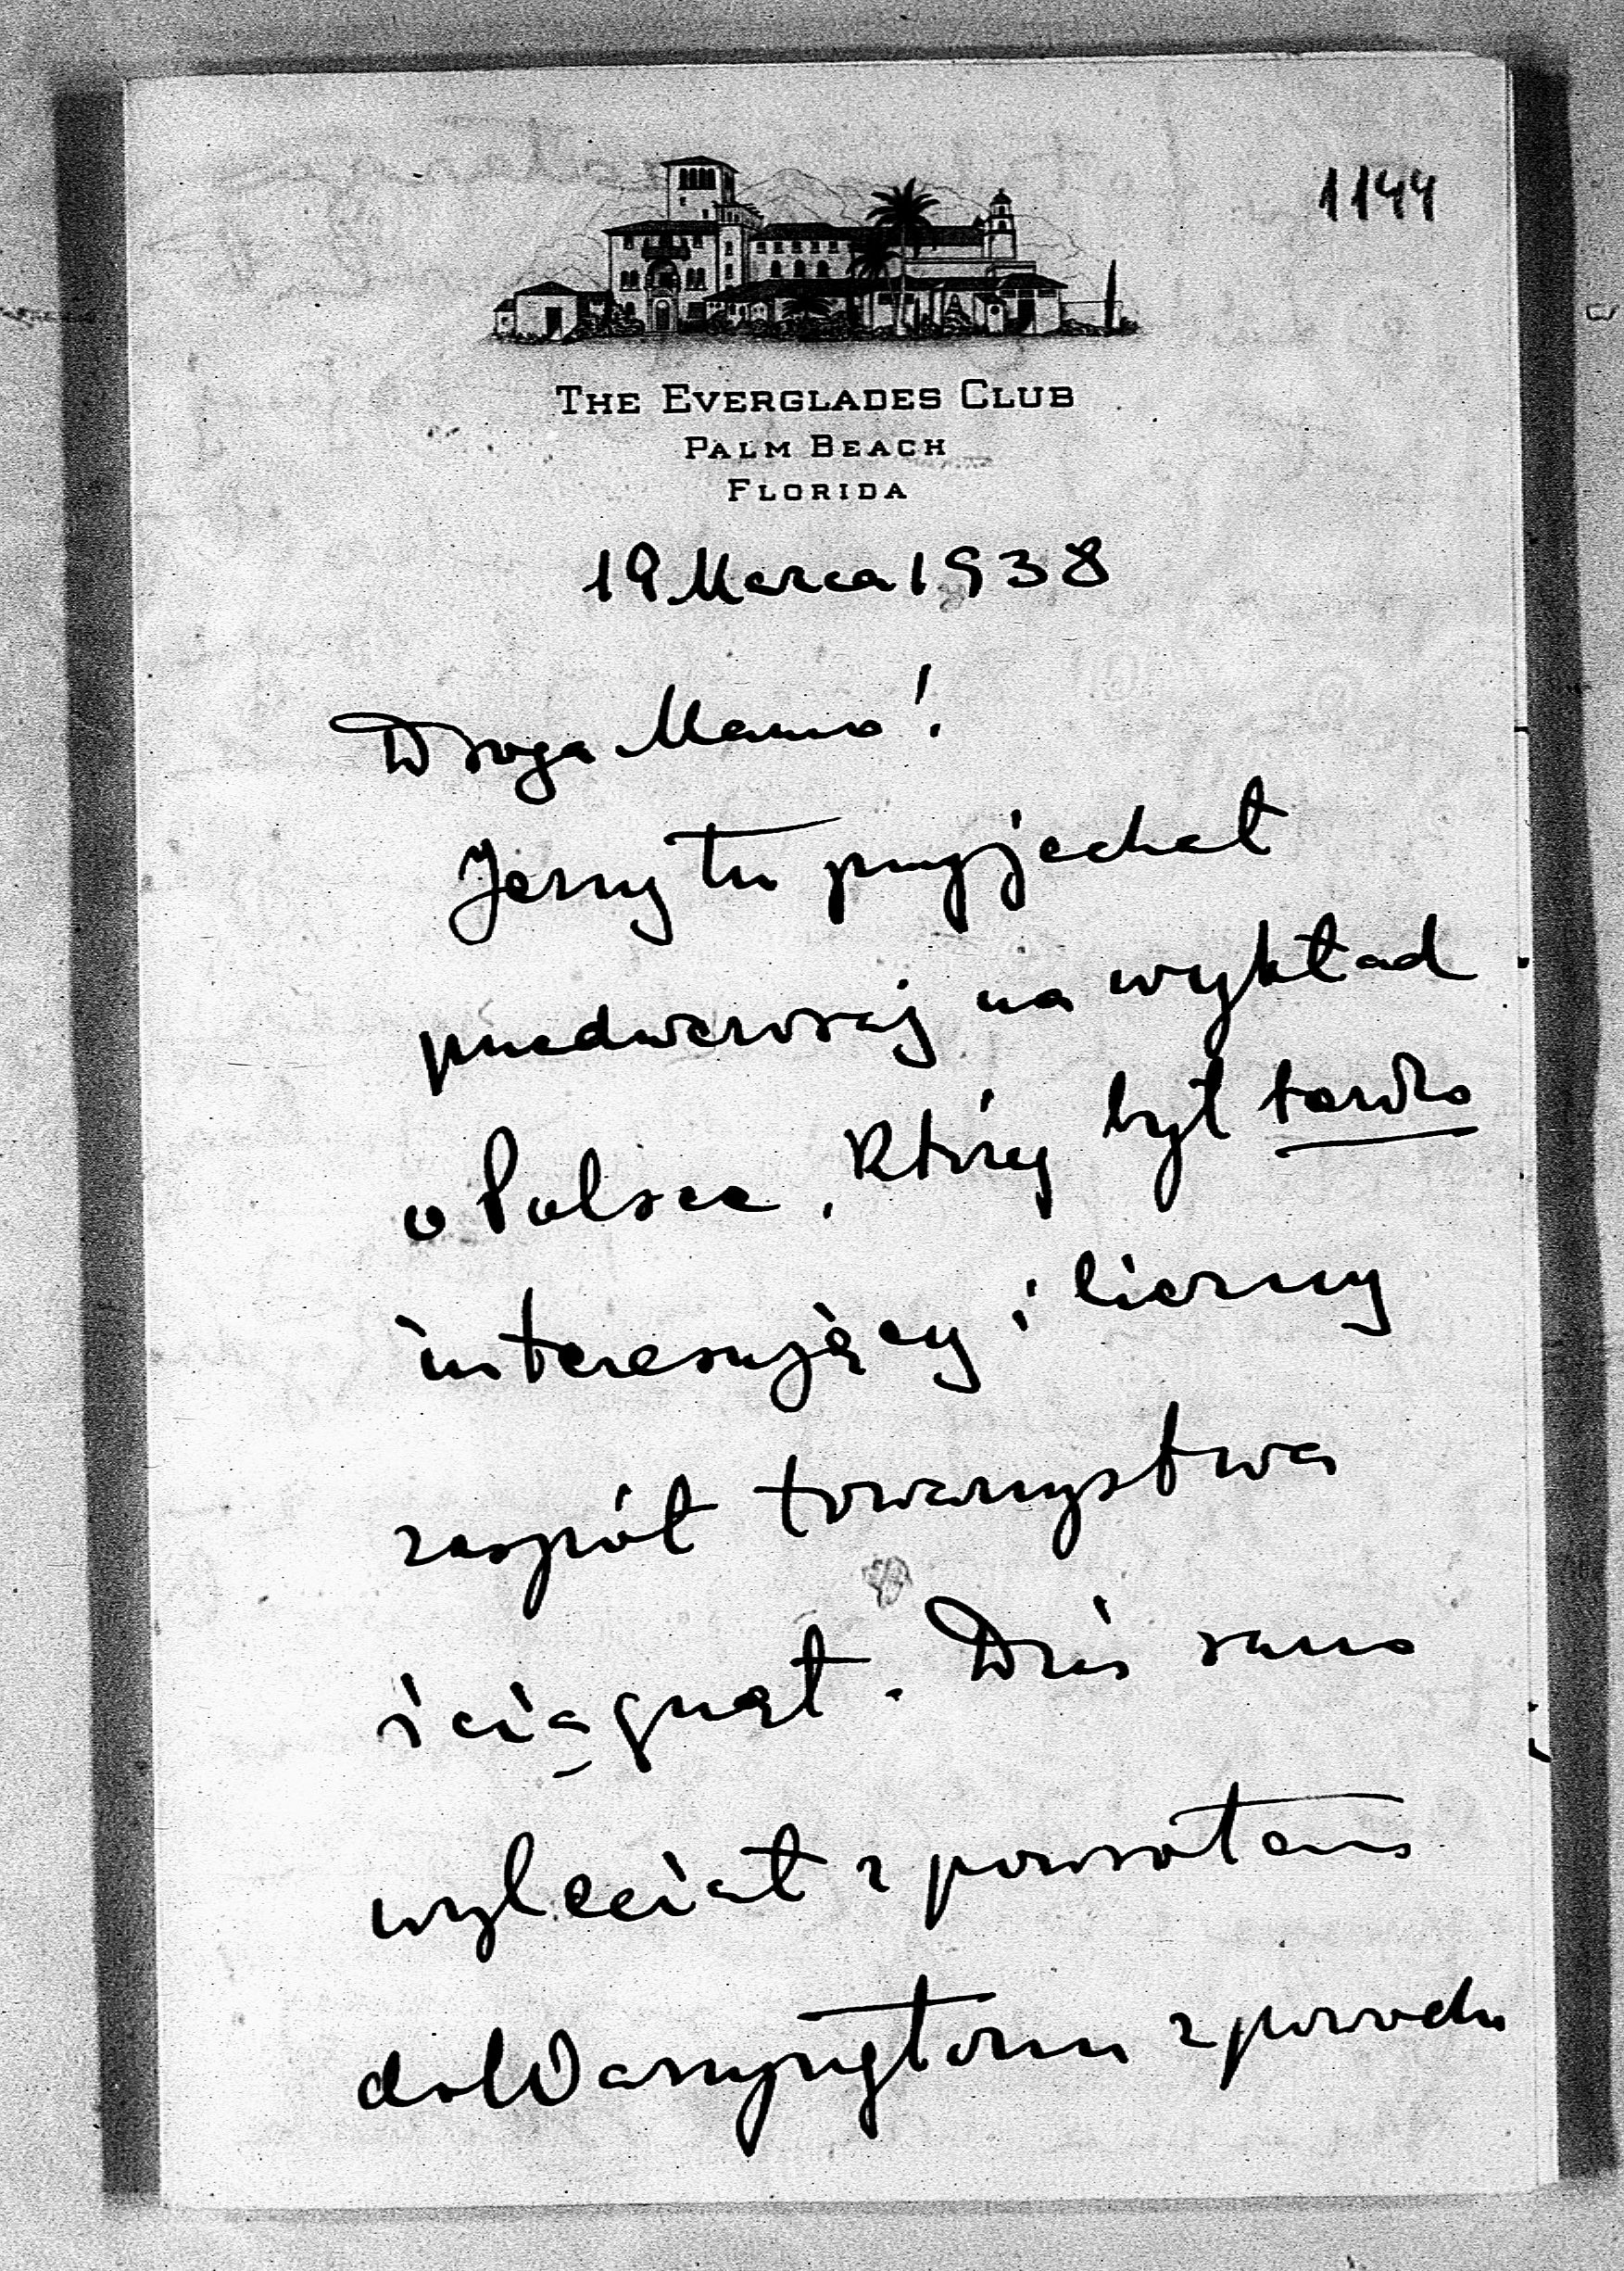 1144
THE EVERGLADES CLUB
PALM BEACH
FLORIDA
19 Marca 1938
Droga Mamo!
Jerzy tu przyjechał
przedwczoraj na wykład
o Polsce, który był bardzo
interesujący i liczny
zespół towarzystwa
ściągnął. Dziś rano
wyleciał z powrotem
do Waszyngtonu z powodu